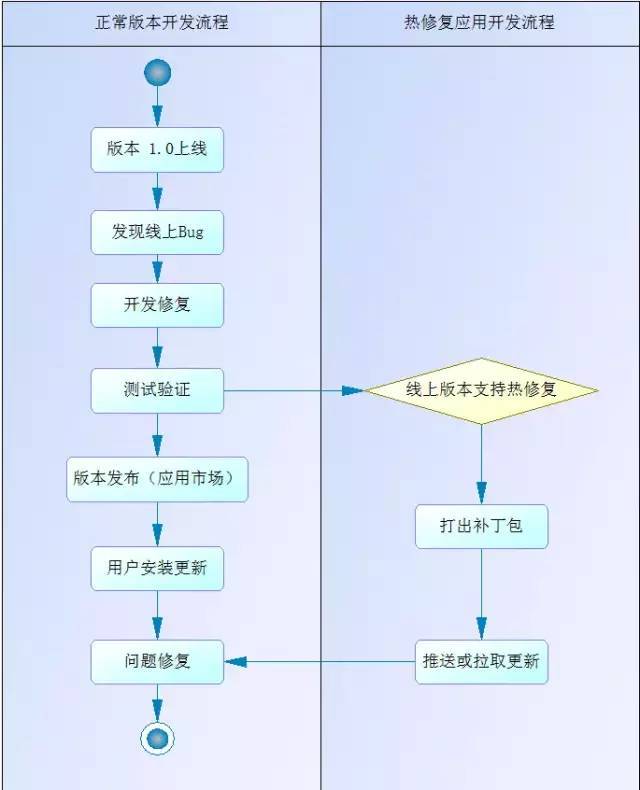 正常版本开发流程
热修复应用开发流程
版本 1.0上线
发现线上Bug
开发修复
测试验证
线上版本支持热修复
版本发布（应用市场）
打出补丁包
用户安装更新
问题修复
推送或拉取更新